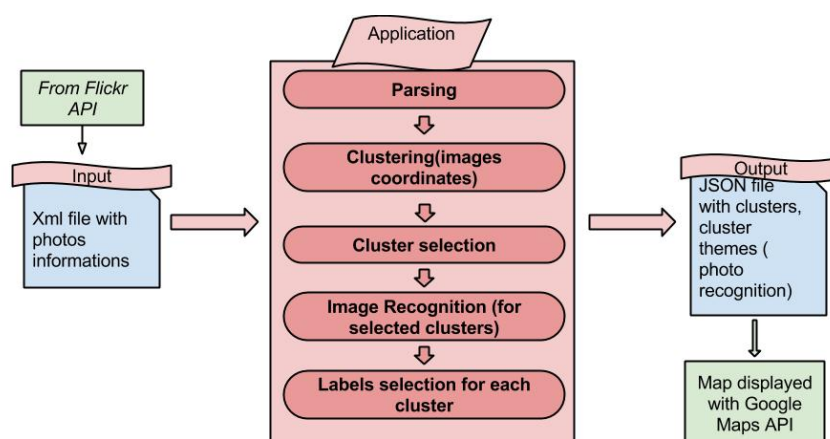 From Flickr
API
Input
Xml file with
photos
informations
Application
Parsing
Clustering(images
coordinates)
Cluster selection
Image Recognition (for
selected clusters)
Labels selection for each
cluster
Output
JSON file
with clusters,
cluster
themes (
photo
recognition)
Map displayed
with Google
Maps API